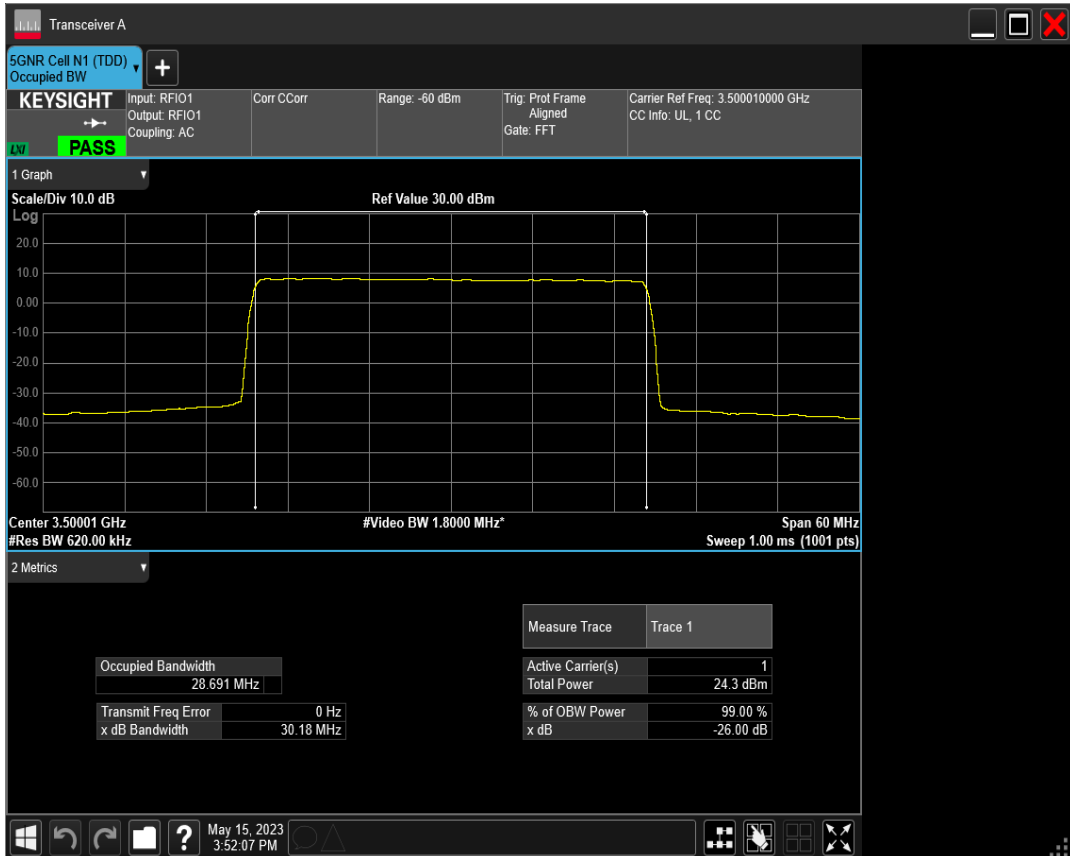 Transceiver A
5GNR Cell N1 (TDD)
Occupied BW
+
KEYSIGHT
LXI
PASS
Input: RFIO1
Output: RFIO1
Coupling: AC
Corr CCorr
Range: -60 dBm
Trig: Prot Frame
Aligned
Gate: FFT
Carrier Ref Freq: 3.500010000 GHz
CC Info: UL, 1 CC
1 Graph
Scale/Div 10.0 dB
Ref Value 30.00 dBm
Log
20.0
10.0
0.00
-10.0
-20.0
-30.0
-40.0
-50.0
-60.0
Center 3.50001 GHz
#Video BW 1.8000 MHz*
Span 60 MHz
#Res BW 620.00 kHz
Sweep 1.00 ms (1001 pts)
2 Metrics
Measure Trace Trace 1
Occupied Bandwidth
28.691 MHz
Active Carrier(s) 1
Total Power 24.3 dBm
Transmit Freq Error 0 Hz
x dB Bandwidth 30.18 MHz
% of OBW Power 99.00 %
x dB -26.00 dB
?
May 15, 2023
3:52:07 PM